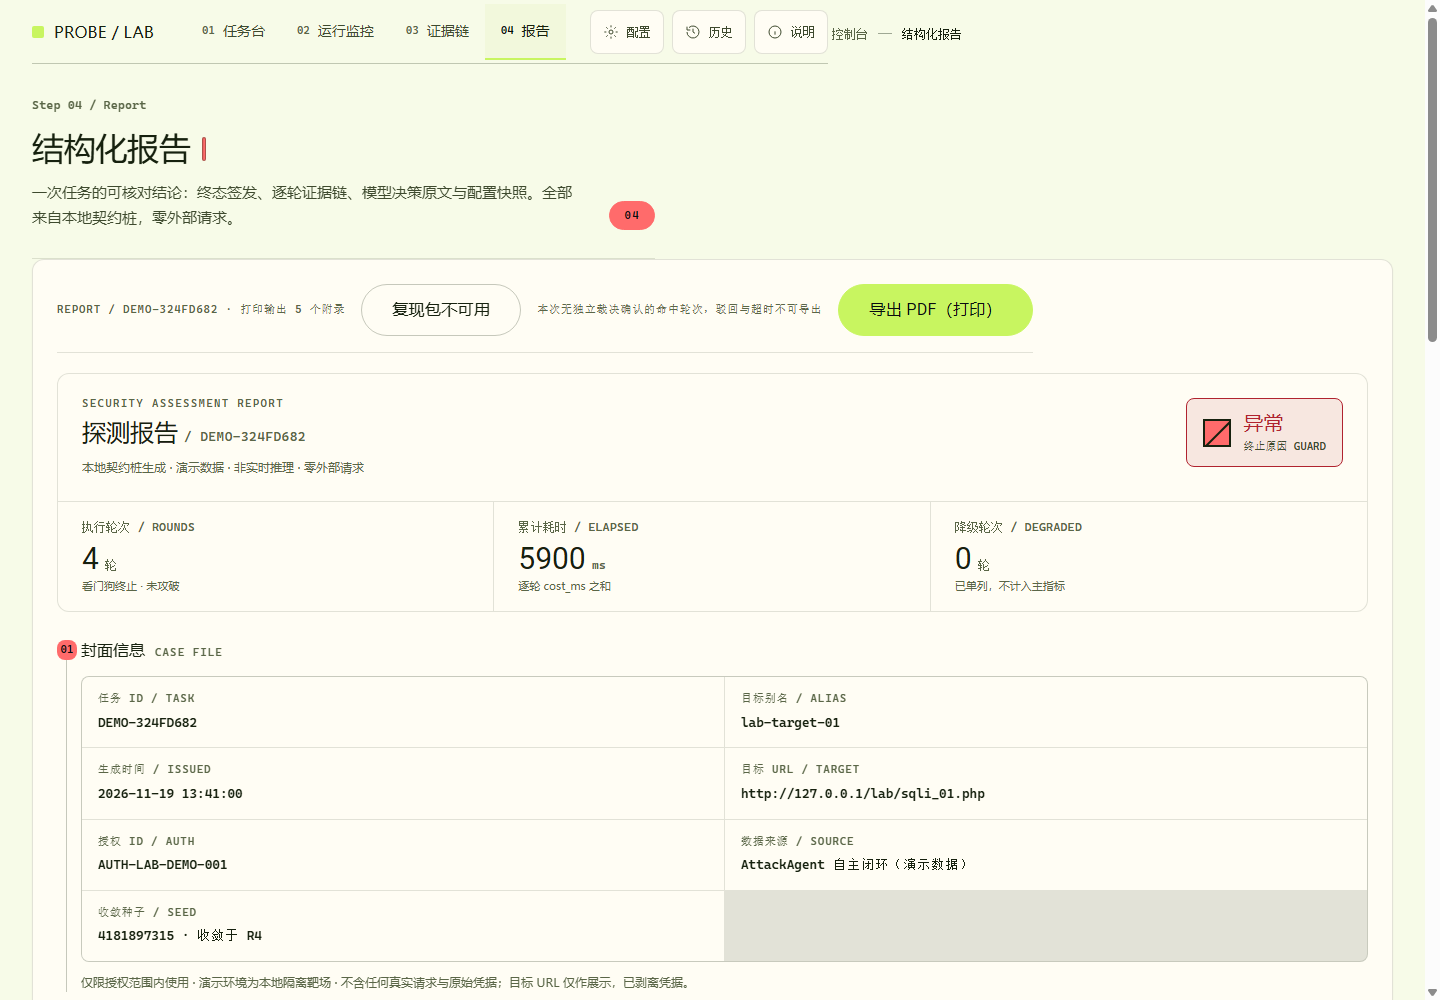 PROBE / LAB
01 任务台
02 运行监控
03 证据链
04 报告
配置
历史
说明
控制台 — 结构化报告
Step 04 / Report
结构化报告
一次任务的可核对结论：终态签发、逐轮证据链、模型决策原文与配置快照。全部
来自本地契约桩，零外部请求。
04
REPORT / DEMO-324FD682 · 打印输出 5 个附录
复现包不可用
本次无独立裁决确认的命中轮次，驳回与超时不可导出
导出 PDF（打印）
SECURITY ASSESSMENT REPORT
探测报告 / DEMO-324FD682
本地契约桩生成 · 演示数据 · 非实时推理 · 零外部请求
异常
终止原因 GUARD
执行轮次 / ROUNDS
4 轮
看门狗终止 · 未攻破
累计耗时 / ELAPSED
5900 ms
逐轮 cost_ms 之和
降级轮次 / DEGRADED
0 轮
已单列，不计入主指标
01 封面信息 CASE FILE
任务 ID / TASK
DEMO-324FD682
目标别名 / ALIAS
lab-target-01
生成时间 / ISSUED
2026-11-19 13:41:00
目标 URL / TARGET
http://127.0.0.1/lab/sqli_01.php
授权 ID / AUTH
AUTH-LAB-DEMO-001
数据来源 / SOURCE
AttackAgent 自主闭环（演示数据）
收敛种子 / SEED
4181897315 · 收敛于 R4
仅限授权范围内使用 · 演示环境为本地隔离靶场 · 不含任何真实请求与原始凭据；目标 URL 仅作展示，已剥离凭据。